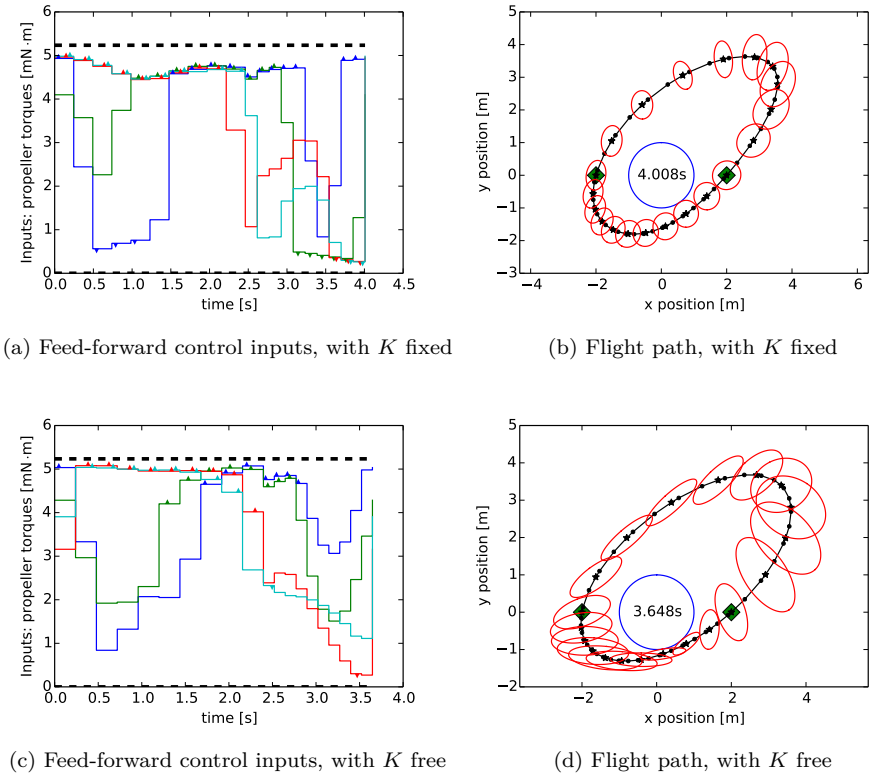 6
5
4
3
2
1
0
0.0 0.5 1.0 1.5 2.0 2.5 3.0 3.5 4.0 4.5
time [s]
Inputs: propeller torques [mN·m]
5
4
3
2
1
0
−1
−2
−3
−4 −2 0 2 4 6
x position [m]
y position [m]
4.008s
(a) Feed-forward control inputs, with K fixed
(b) Flight path, with K fixed
6
5
4
3
2
1
0
0.0 0.5 1.0 1.5 2.0 2.5 3.0 3.5 4.0
time [s]
Inputs: propeller torques [mN·m]
5
4
3
2
1
0
−1
−2
−2 0 2 4
x position [m]
y position [m]
3.648s
(c) Feed-forward control inputs, with K free
(d) Flight path, with K free